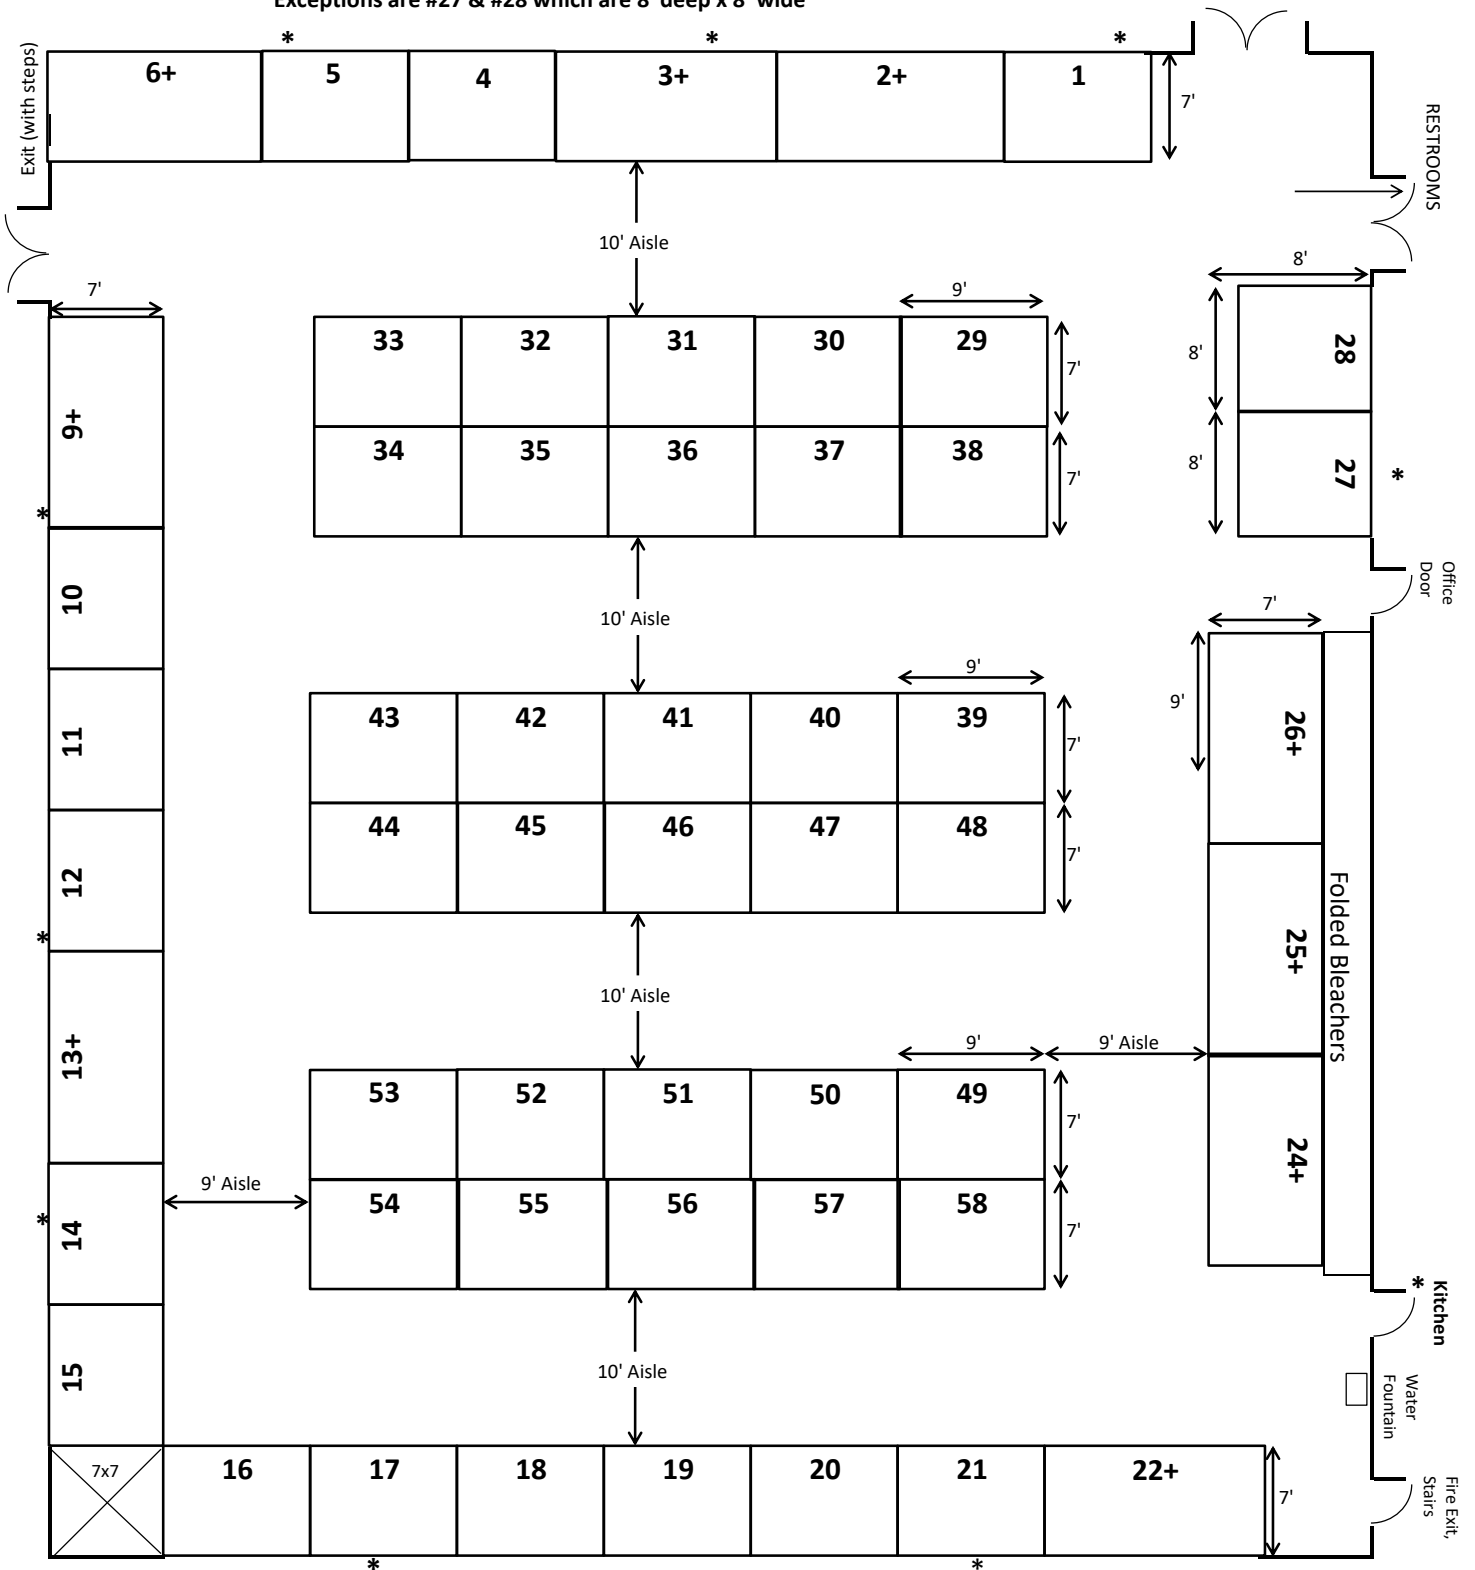 Exceptions are #27 & #28 which are 8' deep x 8' wide
* * *
Exit (with steps)
6+ 5 4 3+ 2+ 1
7'
RESTROOMS
10' Aisle
8'
7'
9'
33 32 31 30 29
7'
8'
28
9+
34 35 36 37 38
7'
8'
27
*
*
10
Office
Door
10' Aisle
7'
9'
9'
11
43 42 41 40 39
7'
26+
12
44 45 46 47 48
7'
*
25+
Folded Bleachers
10' Aisle
13+
9'
9' Aisle
53 52 51 50 49
7'
24+
9' Aisle
*
14
54 55 56 57 58
7'
* Kitchen
15
10' Aisle
Water
Fountain
7x7
16 17 18 19 20 21 22+
7'
Fire Exit,
Stairs
* *